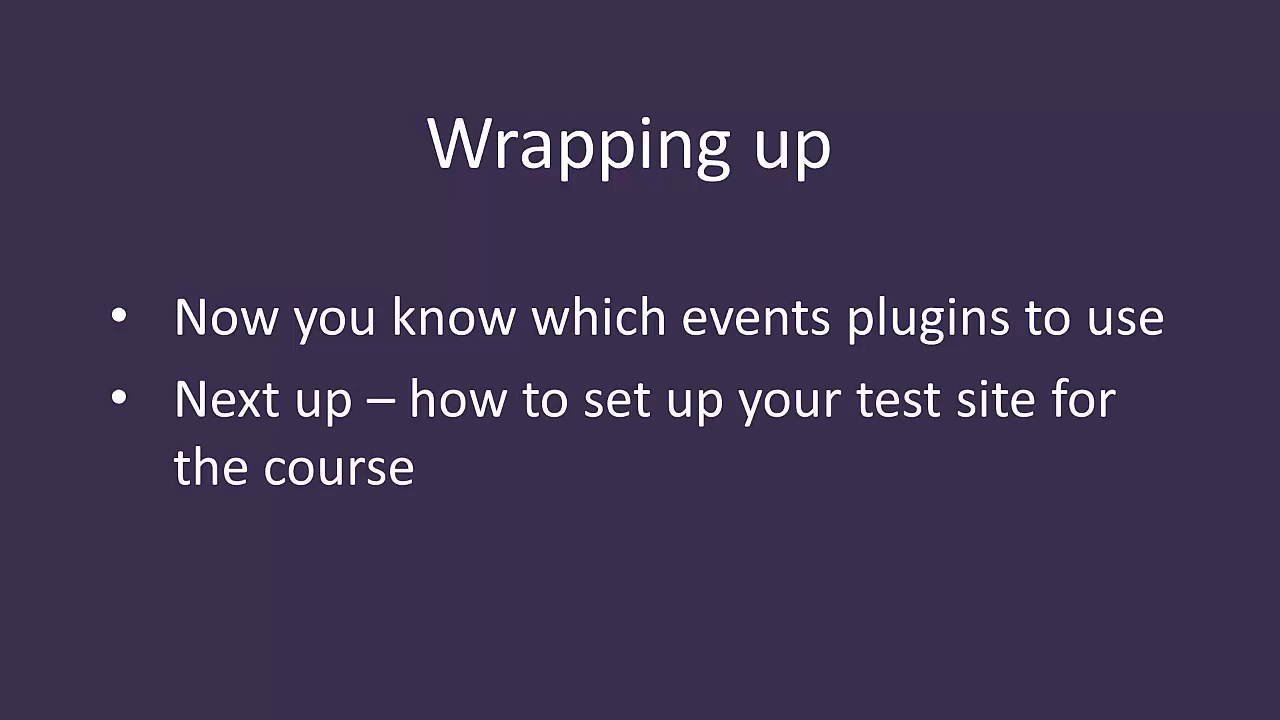 Wrapping up
• Now you know which events plugins to use
• Next up – how to set up your test site for
the course